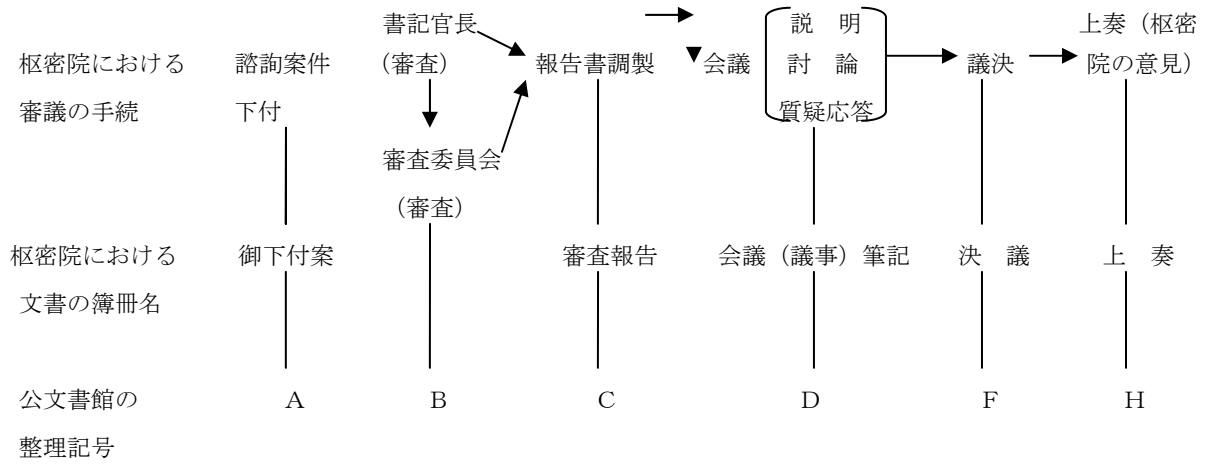 書記官長
説 明
上奏（枢密
枢密院における
諮詢案件
（審査）
報告書調製
会議
討 論
議決
院の意見）
審議の手続
下付
質疑応答
審査委員会
（審査）
枢密院における
御下付案
審査報告
会議（議事）筆記
決 議
上 奏
文書の簿冊名
公文書館の
A
B
C
D
F
H
整理記号